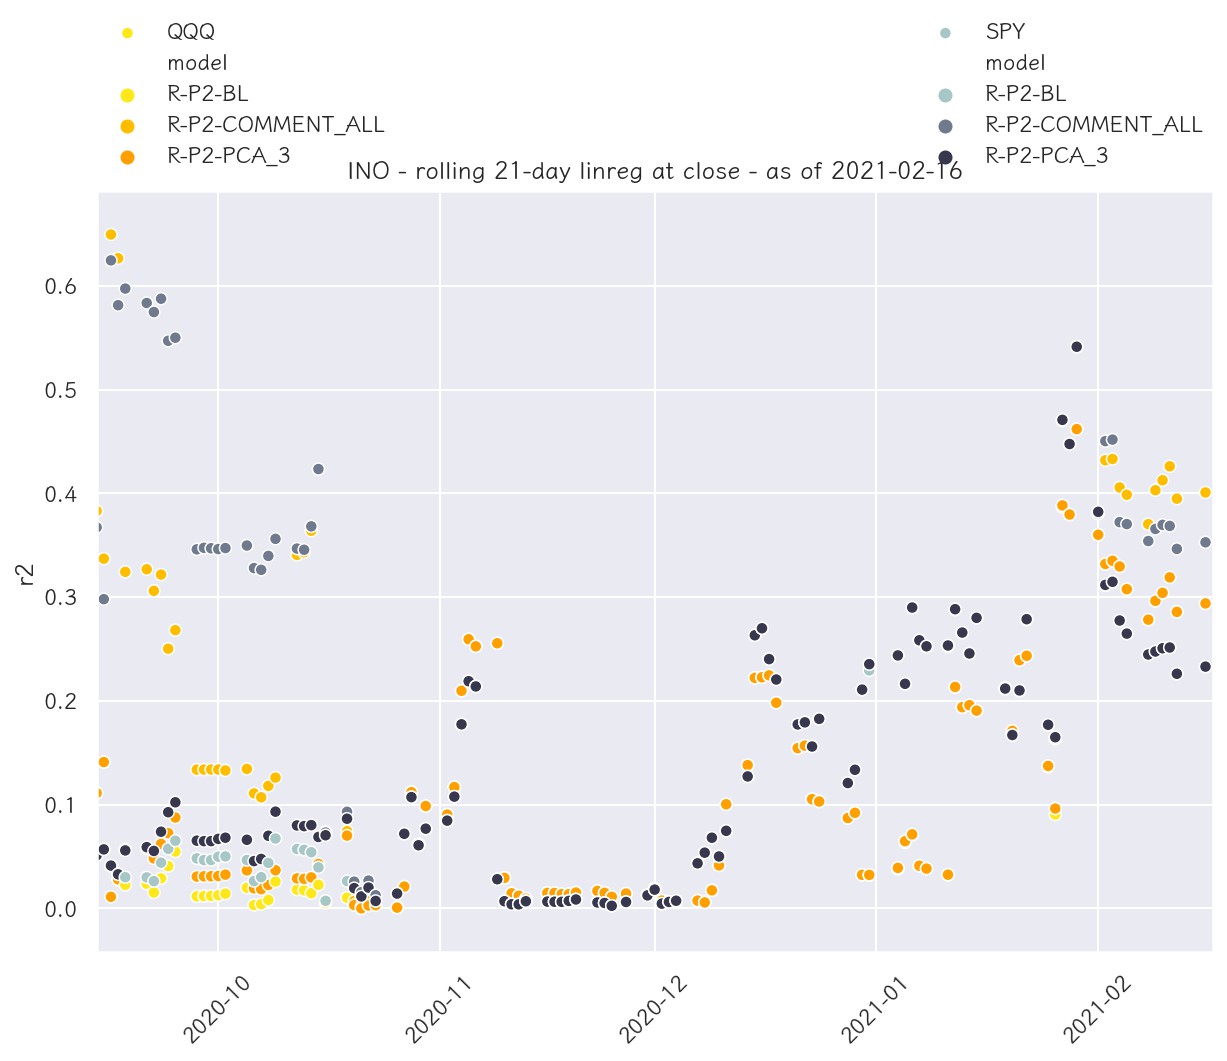 QQQ
model
R-P2-BL
R-P2-COMMENT_ALL
R-P2-PCA_3
SPY
model
R-P2-BL
R-P2-COMMENT_ALL
R-P2-PCA_3
INO - rolling 21-day linreg at close - as of 2021-02-16
r2
0.6
0.5
0.4
0.3
0.2
0.1
0.0
2020-10
2020-11
2020-12
2021-01
2021-02